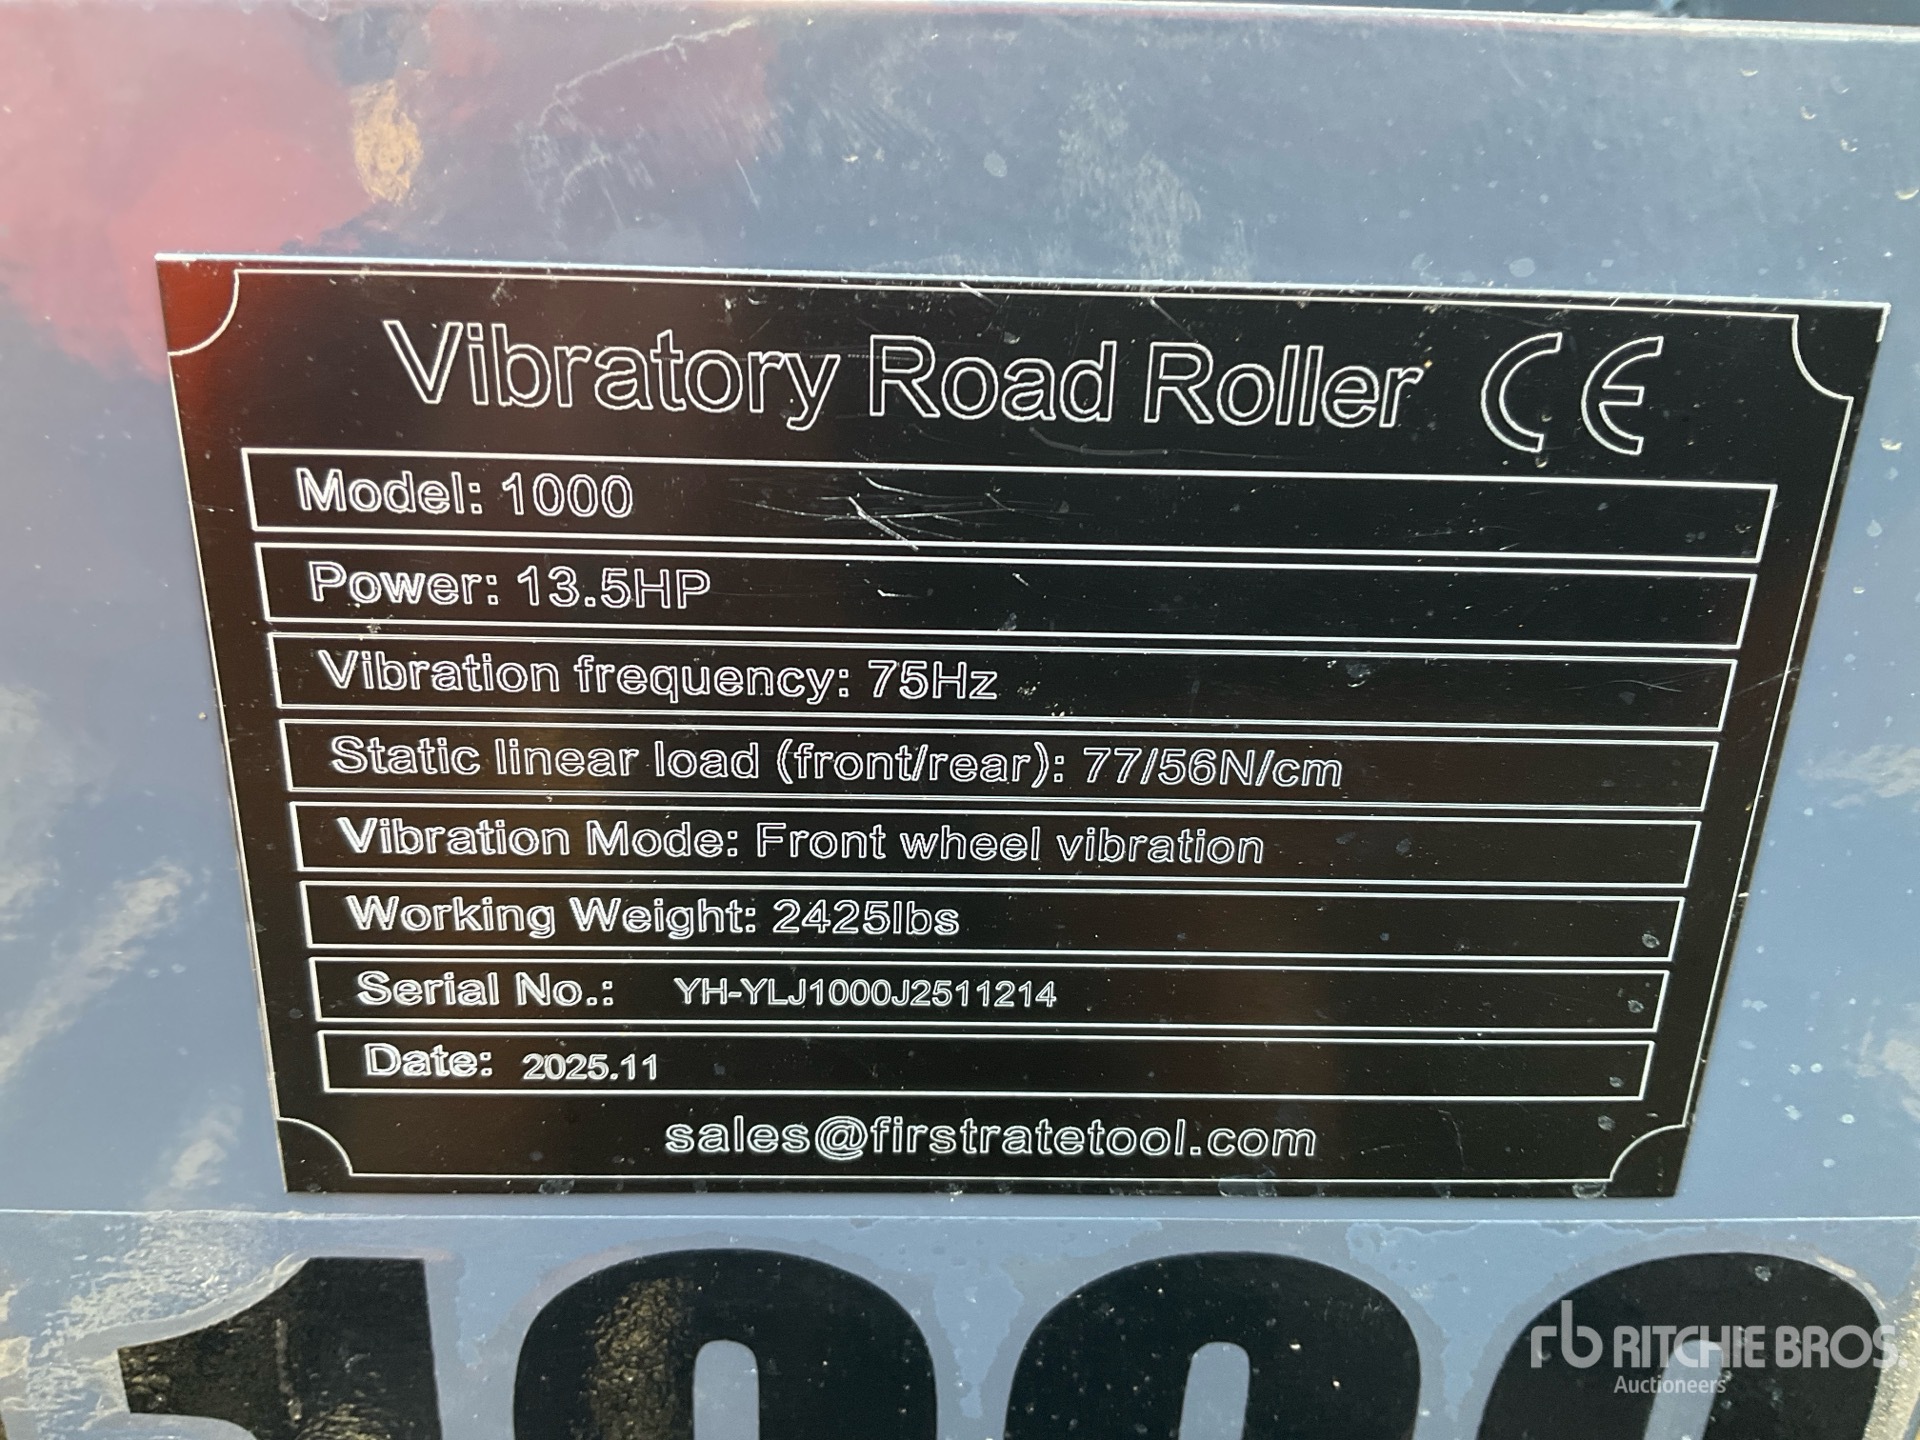 Vibratory Road Roller CE
Model: 1000
Power: 13.5HP
Vibration frequency: 75Hz
Static linear load (front/rear): 77/56N/cm
Vibration Mode: Front wheel vibration
Working Weight: 2425lbs
Serial No.: YH-YLJ1000J2511214
Date: 2025.11
sales@firstratetool.com
1000
rb RITCHIE BROS
Auctioneers